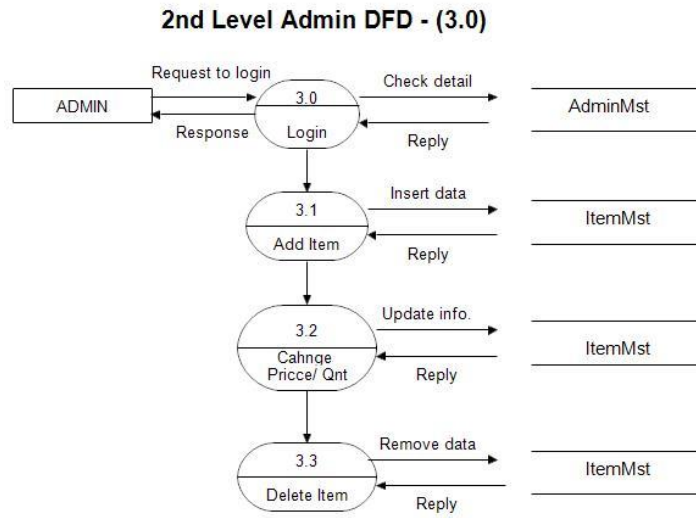 2nd Level Admin DFD - (3.0)
Request to login
Check detail
ADMIN
3.0
AdminMst
Response
Login
Reply
Insert data
3.1
ItemMst
Add Item
Reply
Update info.
3.2
ItemMst
Cahnge
Pricce/ Qnt
Reply
Remove data
3.3
ItemMst
Delete Item
Reply